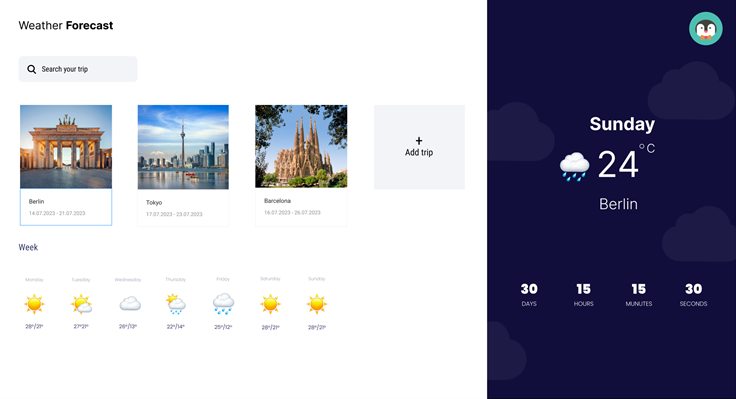 Weather Forecast
Search your trip
Berlin
14.07.2023 - 21.07.2023
Tokyo
17.07.2023 - 23.07.2023
Barcelona
16.07.2023 - 26.07.2023
+
Add trip
Week
Monday
Tuesday
Wednesday
Thursday
Friday
Saturday
Sunday
28°/21°
27°21°
26°/13°
22°/14°
25°/12°
28°/21°
28°/21°
Sunday
24°C
Berlin
30 15 15 30
DAYS HOURS MUNUTES SECONDS